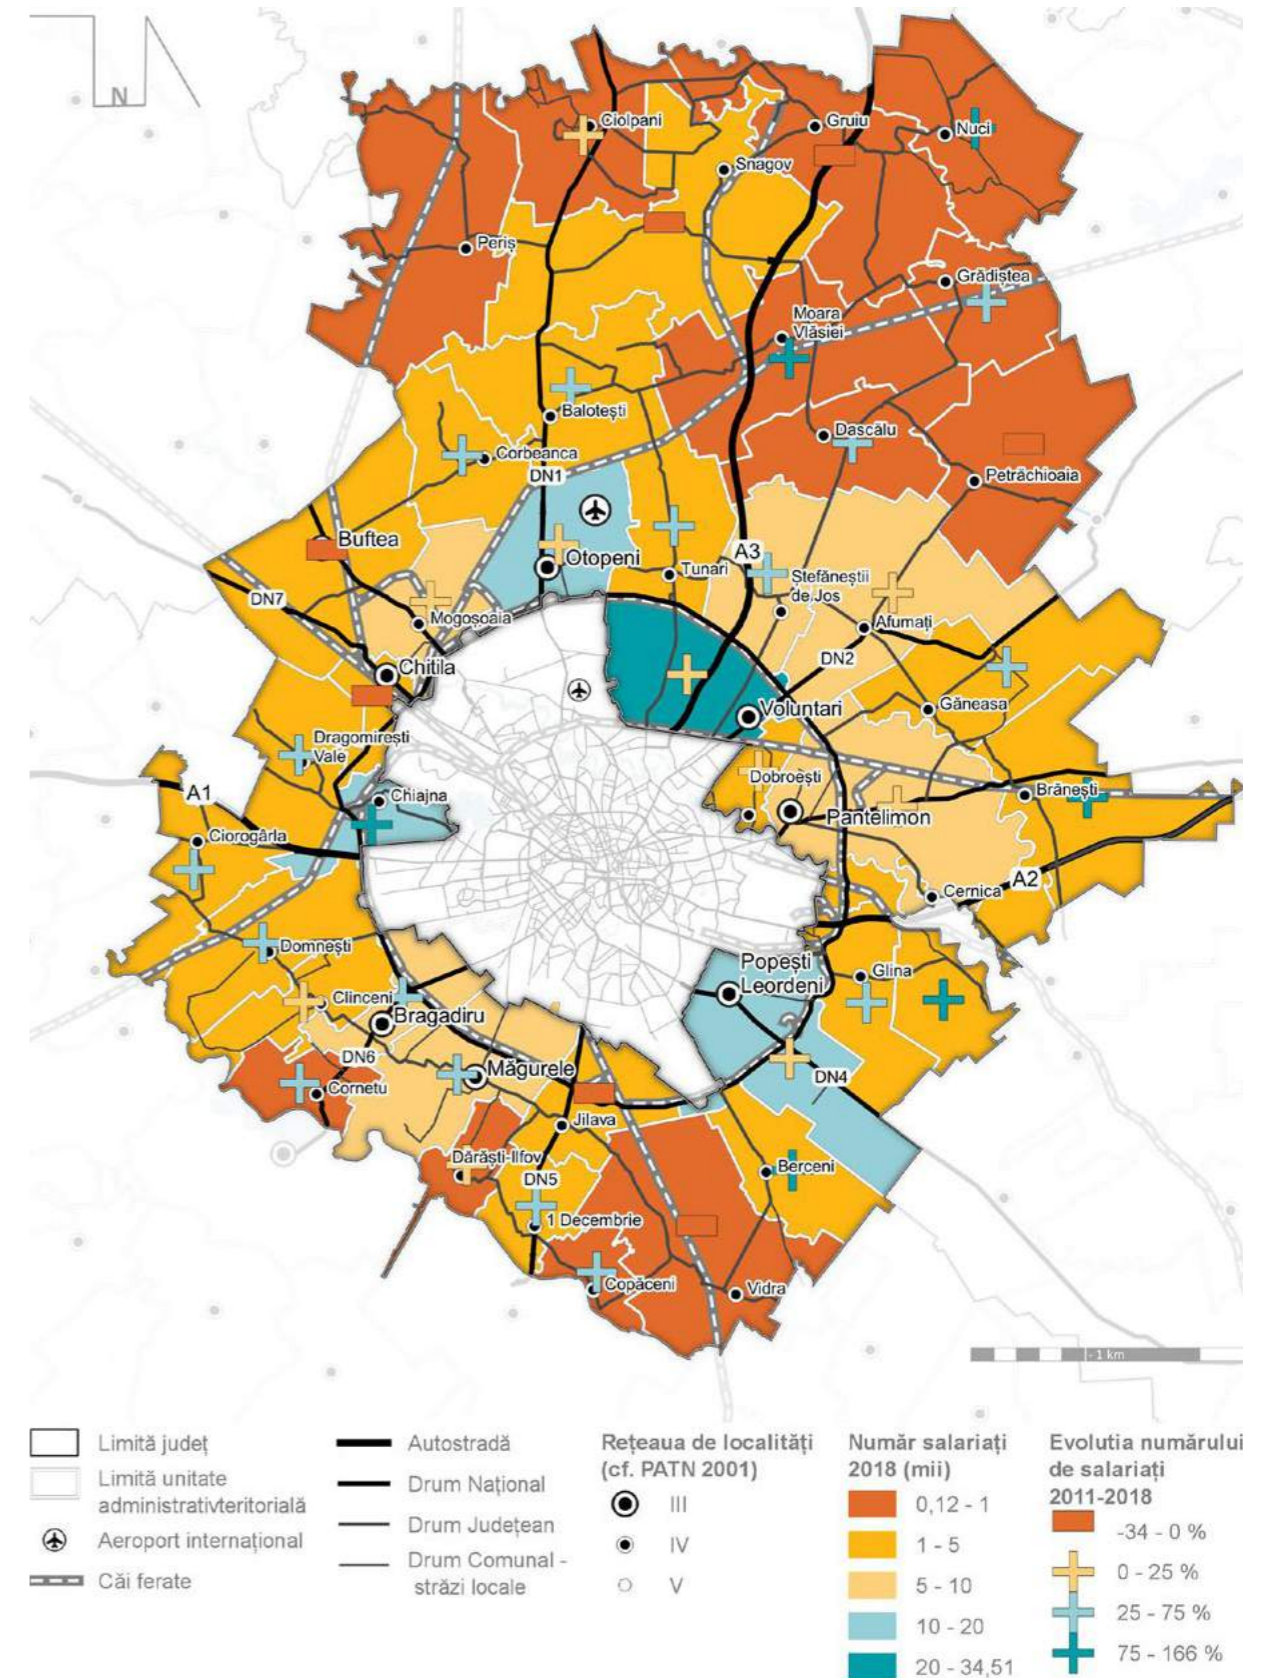 N
Ciolpani
Gruiu
Nuci
Snagov
Periș
Grădiștea
Moara
Vlăsiei
Balotești
Dascălu
Corbeanca
DN1
Petrăchioaia
Buftea
Otopeni
A3
Tunari
Ștefăneștii
de Jos
DN7
Mogoșoaia
Afumați
DN2
Chitila
Găneasa
Voluntari
Dragomirești
Vale
Dobroești
Brănești
A1
Chiajna
Pantelimon
Ciorogârla
A2
Cernica
Domnești
Popești
Leordeni
Glina
Clinceni
Bragadiru
DN6
Măgurele
DN4
Cornetu
Jilava
Dărăști-Ilfov
Berceni
DN5
1 Decembrie
Copăceni
Vidra
1 km
Limită județ
Limită unitate
administrativteritorială
Aeroport internațional
Căi ferate
Autostradă
Drum Național
Drum Județean
Drum Comunal -
străzi locale
Rețeaua de localități
(cf. PATN 2001)
III
IV
V
Număr salariați
2018 (mii)
0,12 - 1
1 - 5
5 - 10
10 - 20
20 - 34,51
Evolutia numărului
de salariați
2011-2018
-34 - 0 %
0 - 25 %
25 - 75 %
75 - 166 %